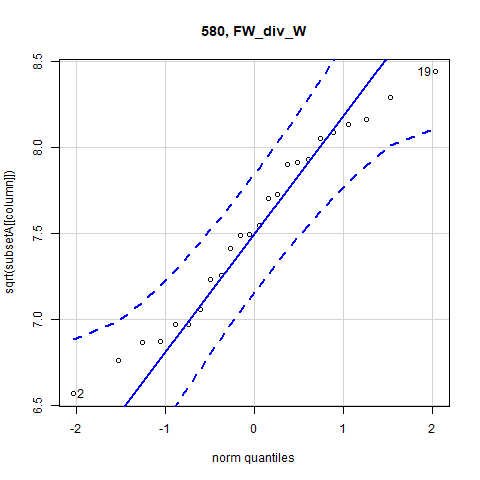 580, FW_div_W
8.5
8.0
7.5
7.0
6.5
sqrt(subsetA[[column]])
19
2
-2 -1 0 1 2
norm quantiles